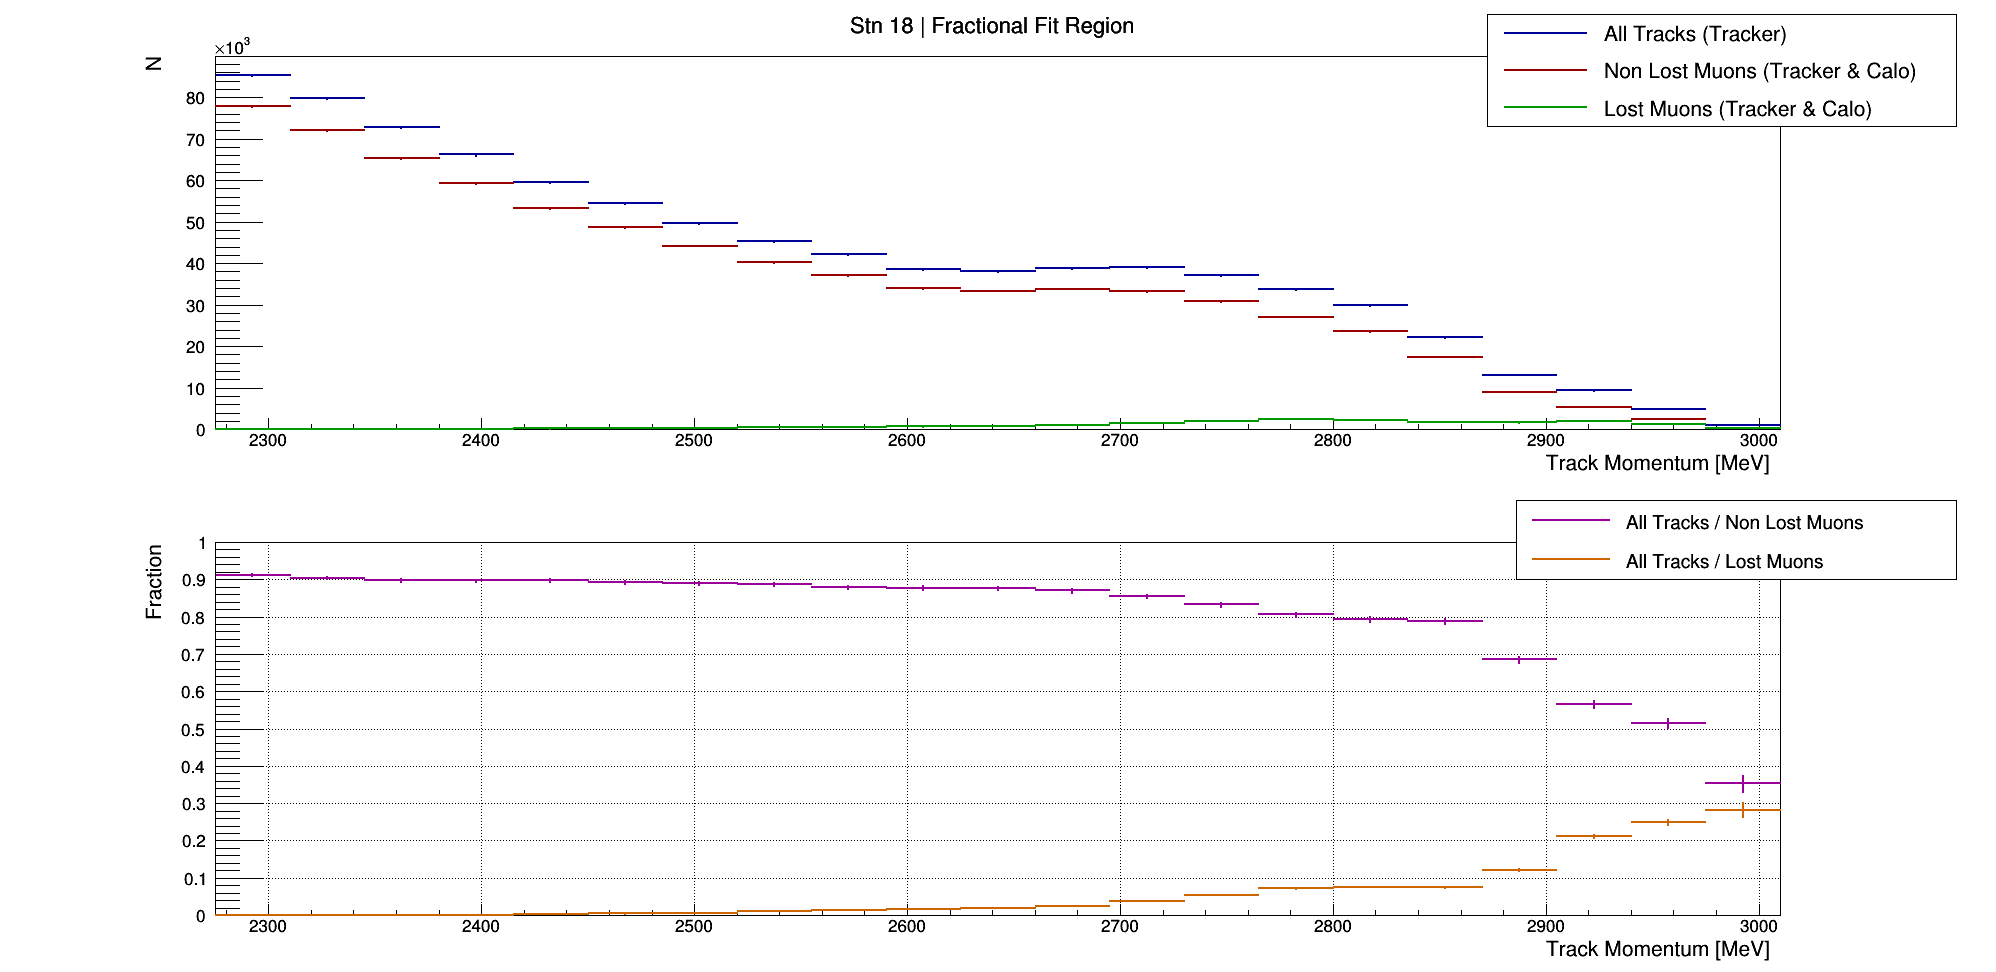 Stn 18 | Fractional Fit Region
All Tracks (Tracker)
Non Lost Muons (Tracker & Calo)
Lost Muons (Tracker & Calo)
×10³
N
80
70
60
50
40
30
20
10
0
2300 2400 2500 2600 2700 2800 2900 3000
Track Momentum [MeV]
All Tracks / Non Lost Muons
All Tracks / Lost Muons
Fraction
1
0.9
0.8
0.7
0.6
0.5
0.4
0.3
0.2
0.1
0
2300 2400 2500 2600 2700 2800 2900 3000
Track Momentum [MeV]